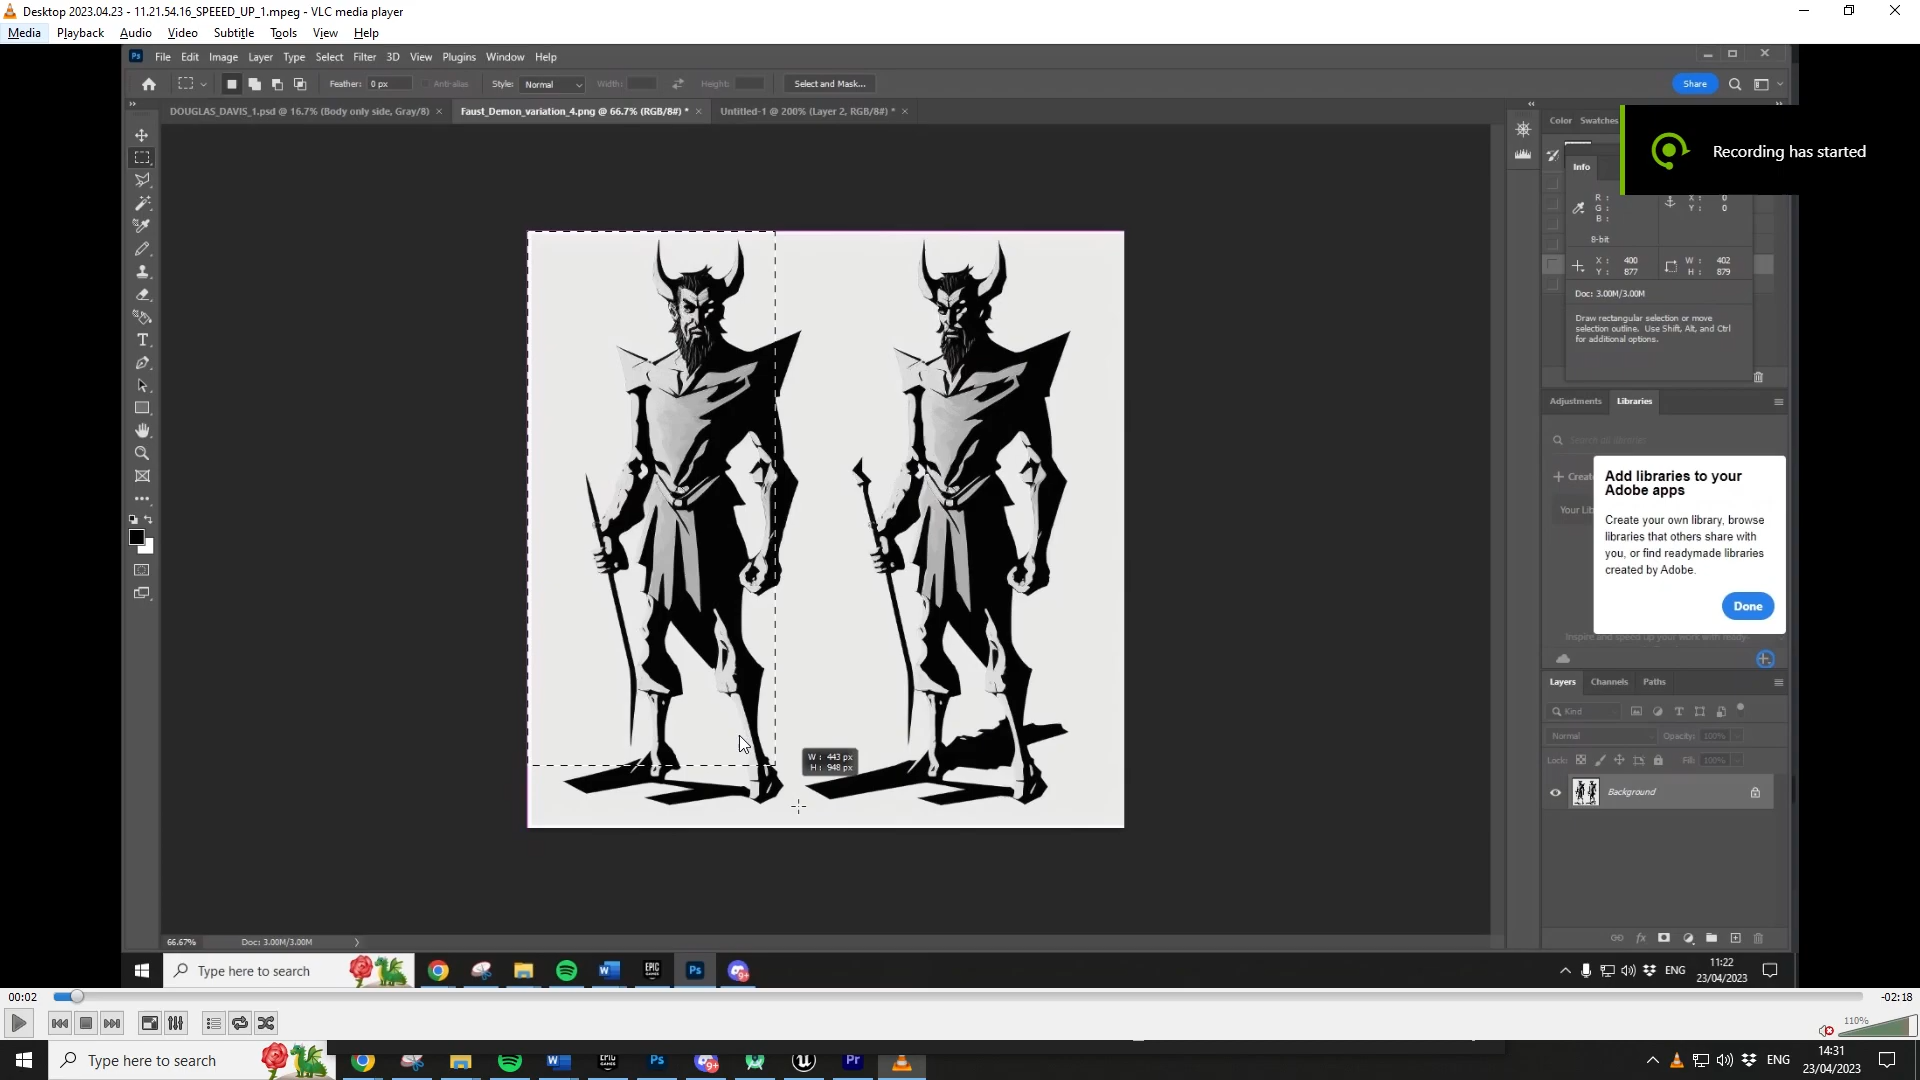 Desktop 2023.04.23 - 11.21.54.16_SPEEED_UP_1.mpeg - VLC media player
Media Playback Audio Video Subtitle Tools View Help
Ps File Edit Image Layer Type Select Filter 3D View Plugins Window Help
Feather: 0 px Anti-alias Style: Normal Width: Height: Select and Mask... Share
DOUGLAS_DAVIS_1.psd @ 16.7% (Body only side, Gray/8) × Faust_Demon_variation_4.png @ 66.7% (RGB/8#) * × Untitled-1 @ 200% (Layer 2, RGB/8#) * ×
Color Swatches
Recording has started
Info
R :
G :
B :
X : 0
Y : 0
8-bit
X : 400
Y : 877
W : 402
H : 879
Doc: 3.00M/3.00M
Draw rectangular selection or move
selection outline. Use Shift, Alt, and Ctrl
for additional options.
Adjustments Libraries
Search all libraries
Your Lib
Add libraries to your
Adobe apps
Create your own library, browse
libraries that others share with
you, or find readymade libraries
created by Adobe.
Done
Inspire and speed up your work with ready-
Layers Channels Paths
Kind
Normal Opacity: 100%
Lock: Fill: 100%
Background
W : 443 px
H : 948 px
66.67% Doc: 3.00M/3.00M
Type here to search
EPIC
GAMES
Ps
ENG
11:22
23/04/2023
00:02 -02:18
110%
Type here to search
EPIC
GAMES
Ps
Pr
ENG
14:31
23/04/2023